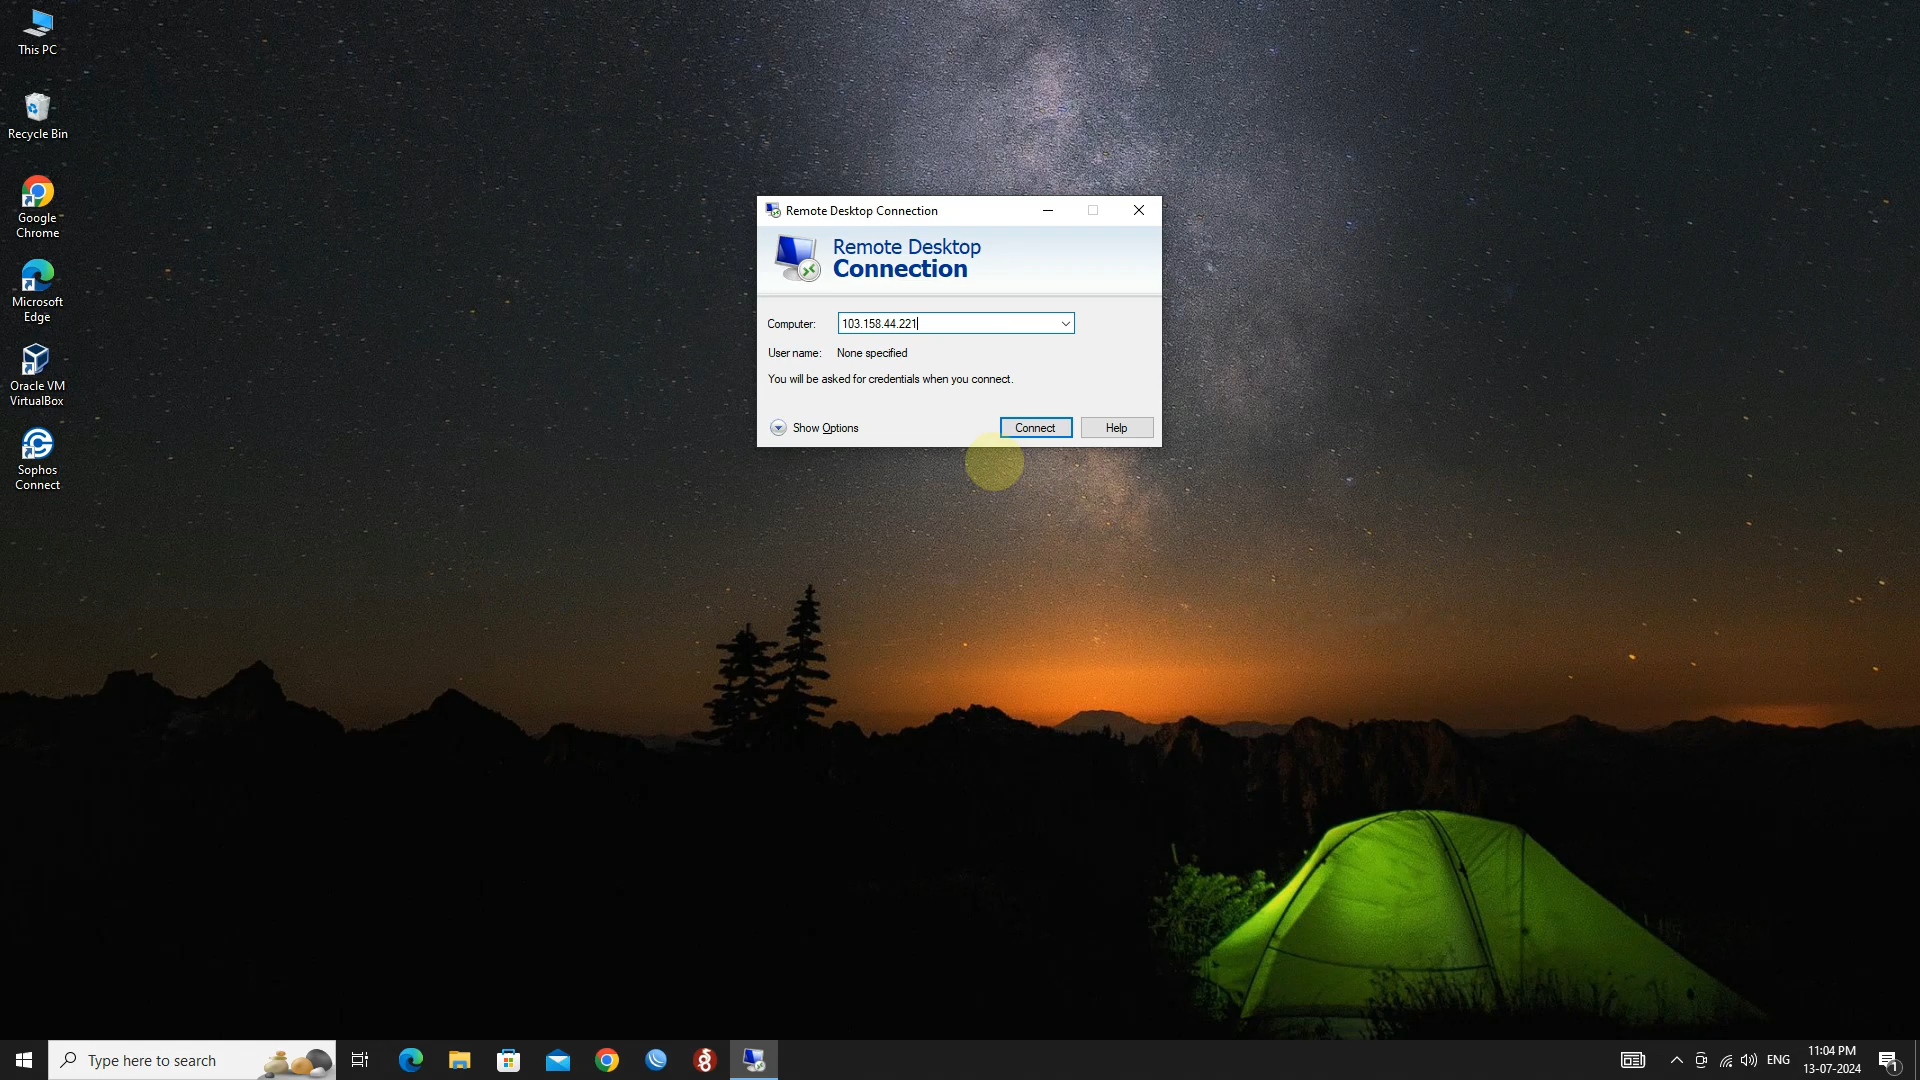 This PC
Recycle Bin
Google
Chrome
Microsoft
Edge
Oracle VM
VirtualBox
Sophos
Connect
Remote Desktop Connection
Remote Desktop
Connection
Computer: 103.158.44.221
User name: None specified
You will be asked for credentials when you connect.
Show Options Connect Help
Type here to search
ENG
11:04 PM
13-07-2024
1